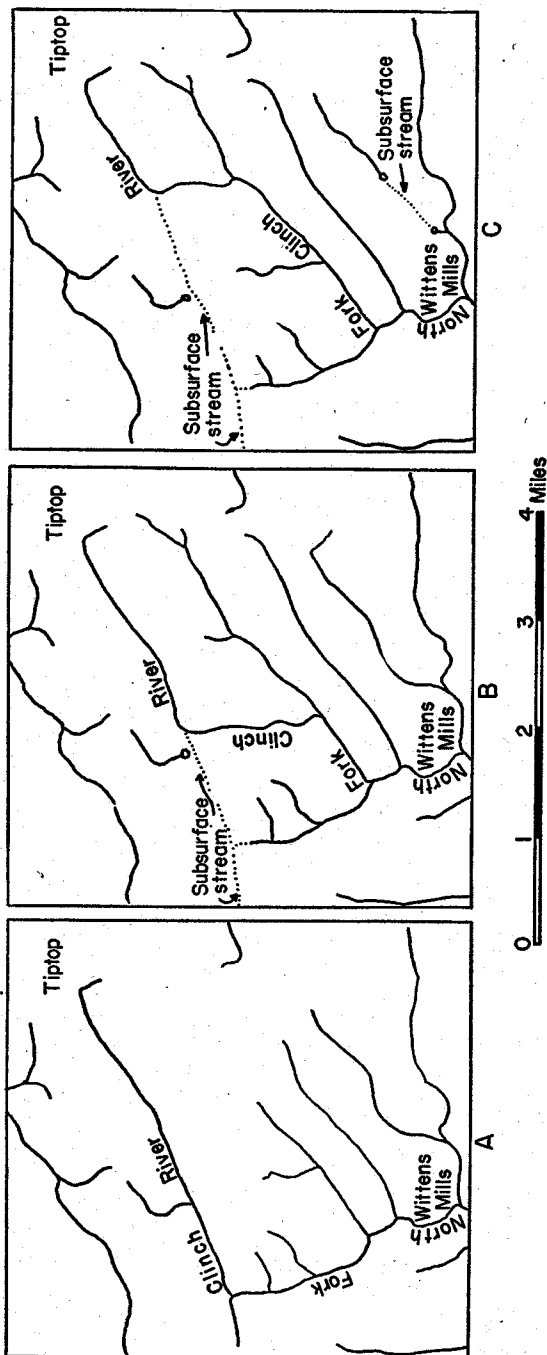 Tiptop
River
Clinch
Fork
Wittens
Mills
North
A
Tiptop
River
Subsurface
stream
Clinch
Fork
Wittens
Mills
North
B
Tiptop
River
Subsurface
stream
Clinch
Fork
Subsurface
stream
Wittens
Mills
North
C
0 1 2 3 4 Miles